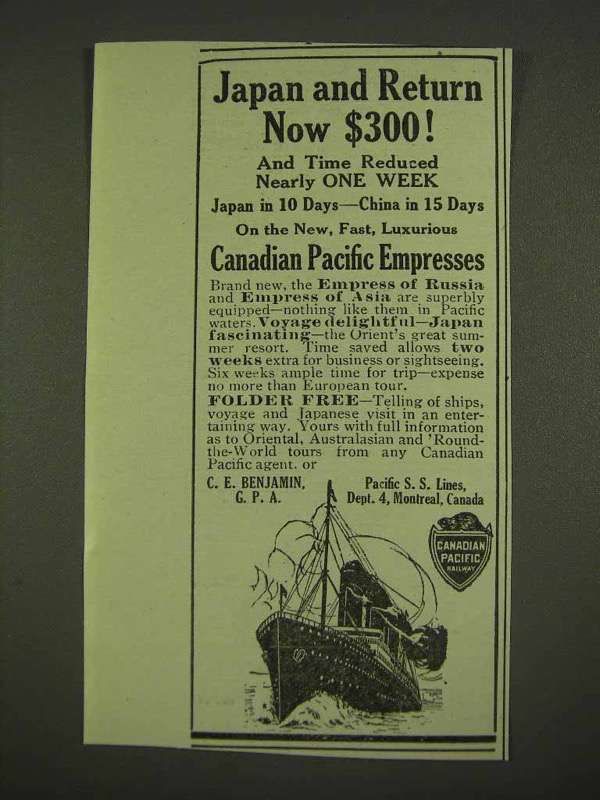 Japan and Return
Now $300!
And Time Reduced
Nearly ONE WEEK
Japan in 10 Days—China in 15 Days
On the New, Fast, Luxurious
Canadian Pacific Empresses
Brand new, the Empress of Russia
and Empress of Asia are superbly
equipped—nothing like them in Pacific
waters. Voyage delightful—Japan
fascinating—the Orient's great sum-
mer resort. Time saved allows two
weeks extra for business or sightseeing.
Six weeks ample time for trip—expense
no more than European tour.
FOLDER FREE—Telling of ships,
voyage and Japanese visit in an enter-
taining way. Yours with full information
as to Oriental, Australasian and 'Round-
the-World tours from any Canadian
Pacific agent. or
C. E. BENJAMIN, Pacific S. S. Lines,
G. P. A. Dept. 4, Montreal, Canada
CANADIAN
PACIFIC
RAILWAY